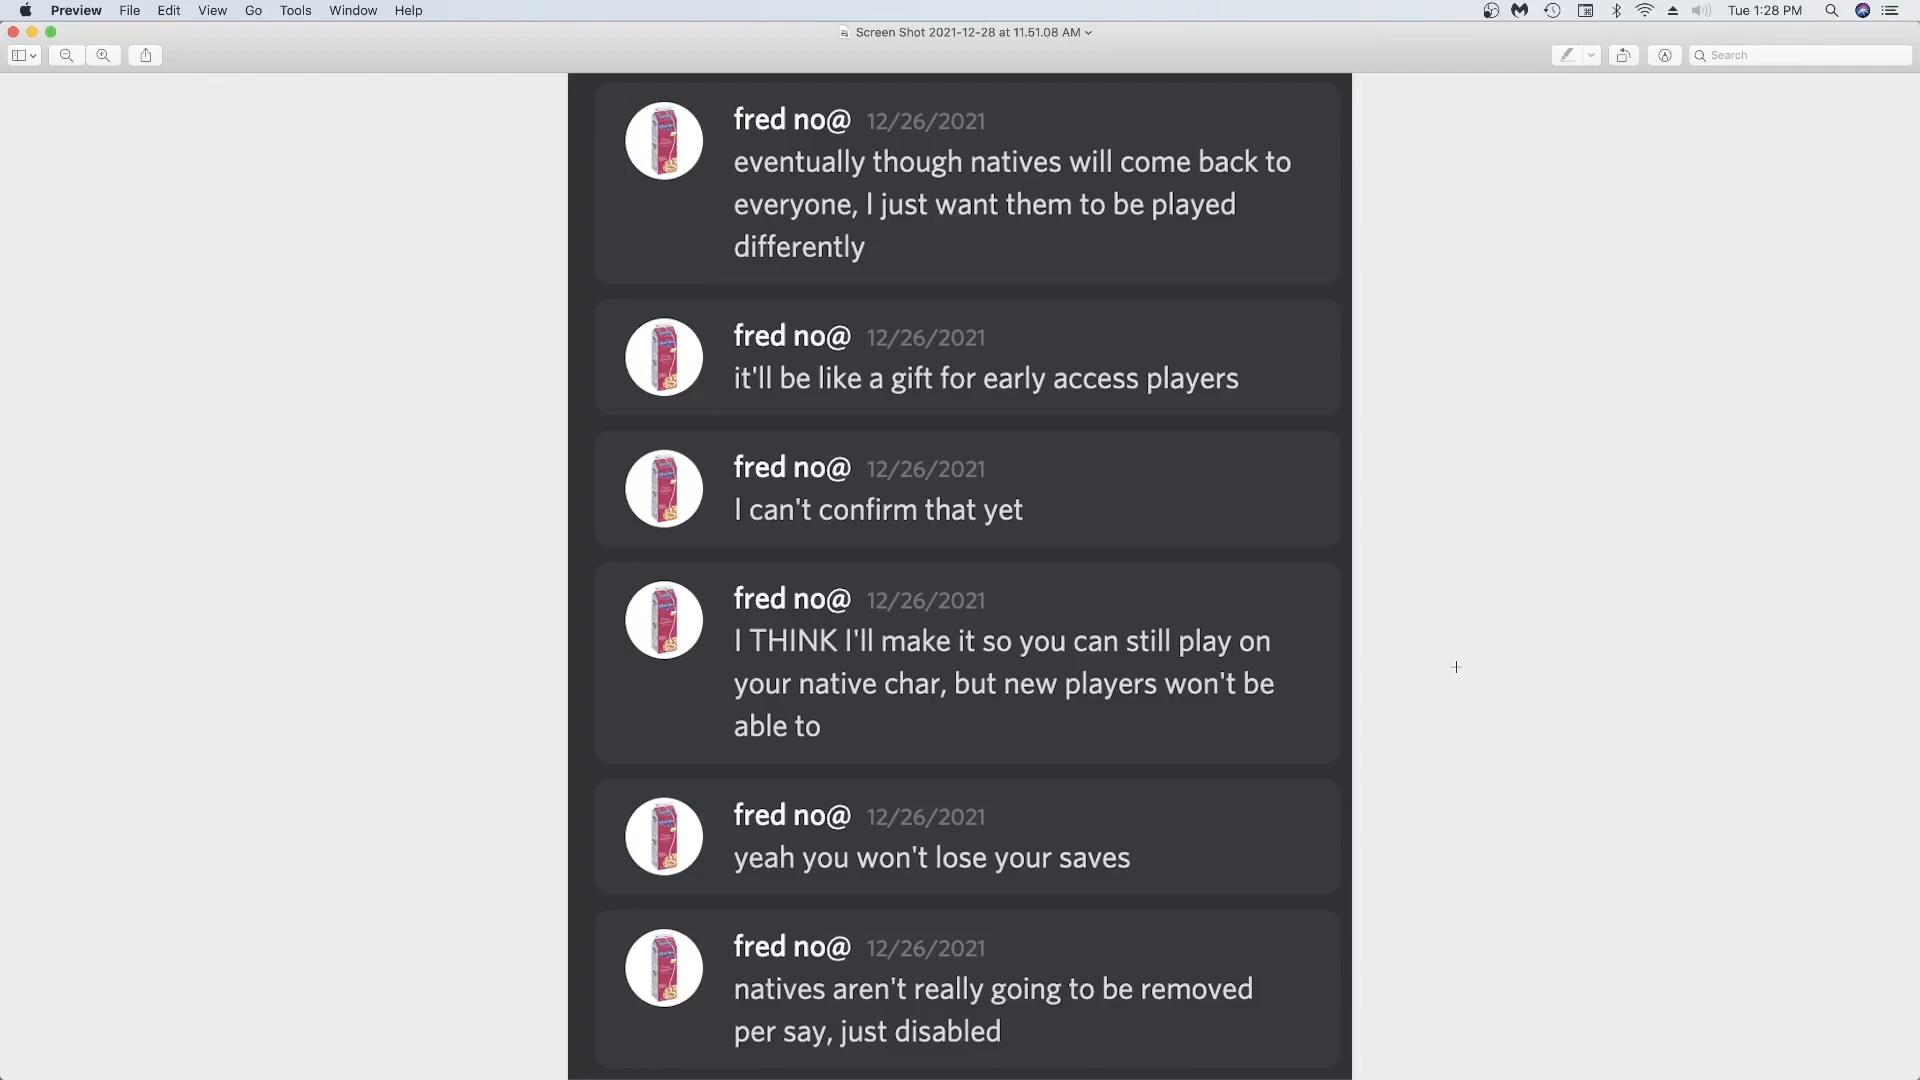 Preview File Edit View Go Tools Window Help Tue 1:28 PM
Screen Shot 2021-12-28 at 11.51.08 AM
Search
fred no@ 12/26/2021
eventually though natives will come back to
everyone, I just want them to be played
differently
fred no@ 12/26/2021
it'll be like a gift for early access players
fred no@ 12/26/2021
I can't confirm that yet
fred no@ 12/26/2021
I THINK I'll make it so you can still play on
your native char, but new players won't be
able to
fred no@ 12/26/2021
yeah you won't lose your saves
fred no@ 12/26/2021
natives aren't really going to be removed
per say, just disabled